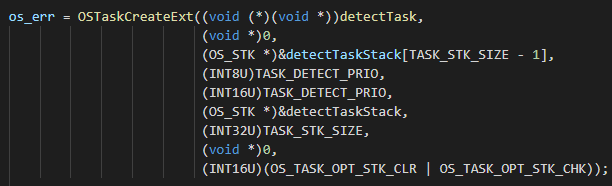 os_err = OSTaskCreateExt((void (*)(void *))detectTask,
(void *)0,
(OS_STK *)&detectTaskStack[TASK_STK_SIZE - 1],
(INT8U)TASK_DETECT_PRIO,
(INT16U)TASK_DETECT_PRIO,
(OS_STK *)&detectTaskStack,
(INT32U)TASK_STK_SIZE,
(void *)0,
(INT16U)(OS_TASK_OPT_STK_CLR | OS_TASK_OPT_STK_CHK));